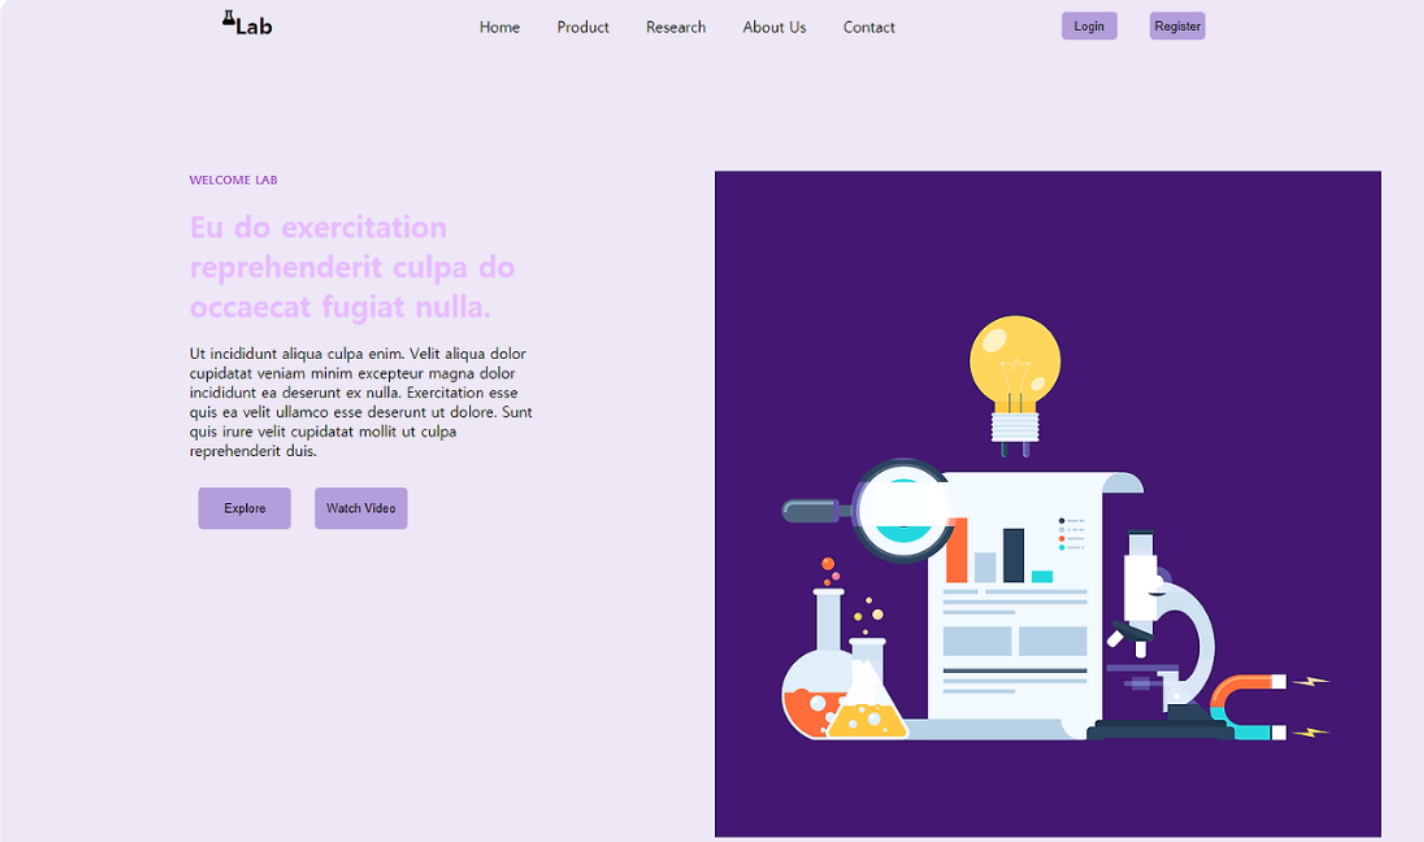 Lab
Home Product Research About Us Contact
Login Register
WELCOME LAB
Eu do exercitation
reprehenderit culpa do
occaecat fugiat nulla.
Ut incididunt aliqua culpa enim. Velit aliqua dolor
cupidatat veniam minim excepteur magna dolor
incididunt ea deserunt ex nulla. Exercitation esse
quis ea velit ullamco esse deserunt ut dolore. Sunt
quis irure velit cupidatat mollit ut culpa
reprehenderit duis.
Explore Watch Video